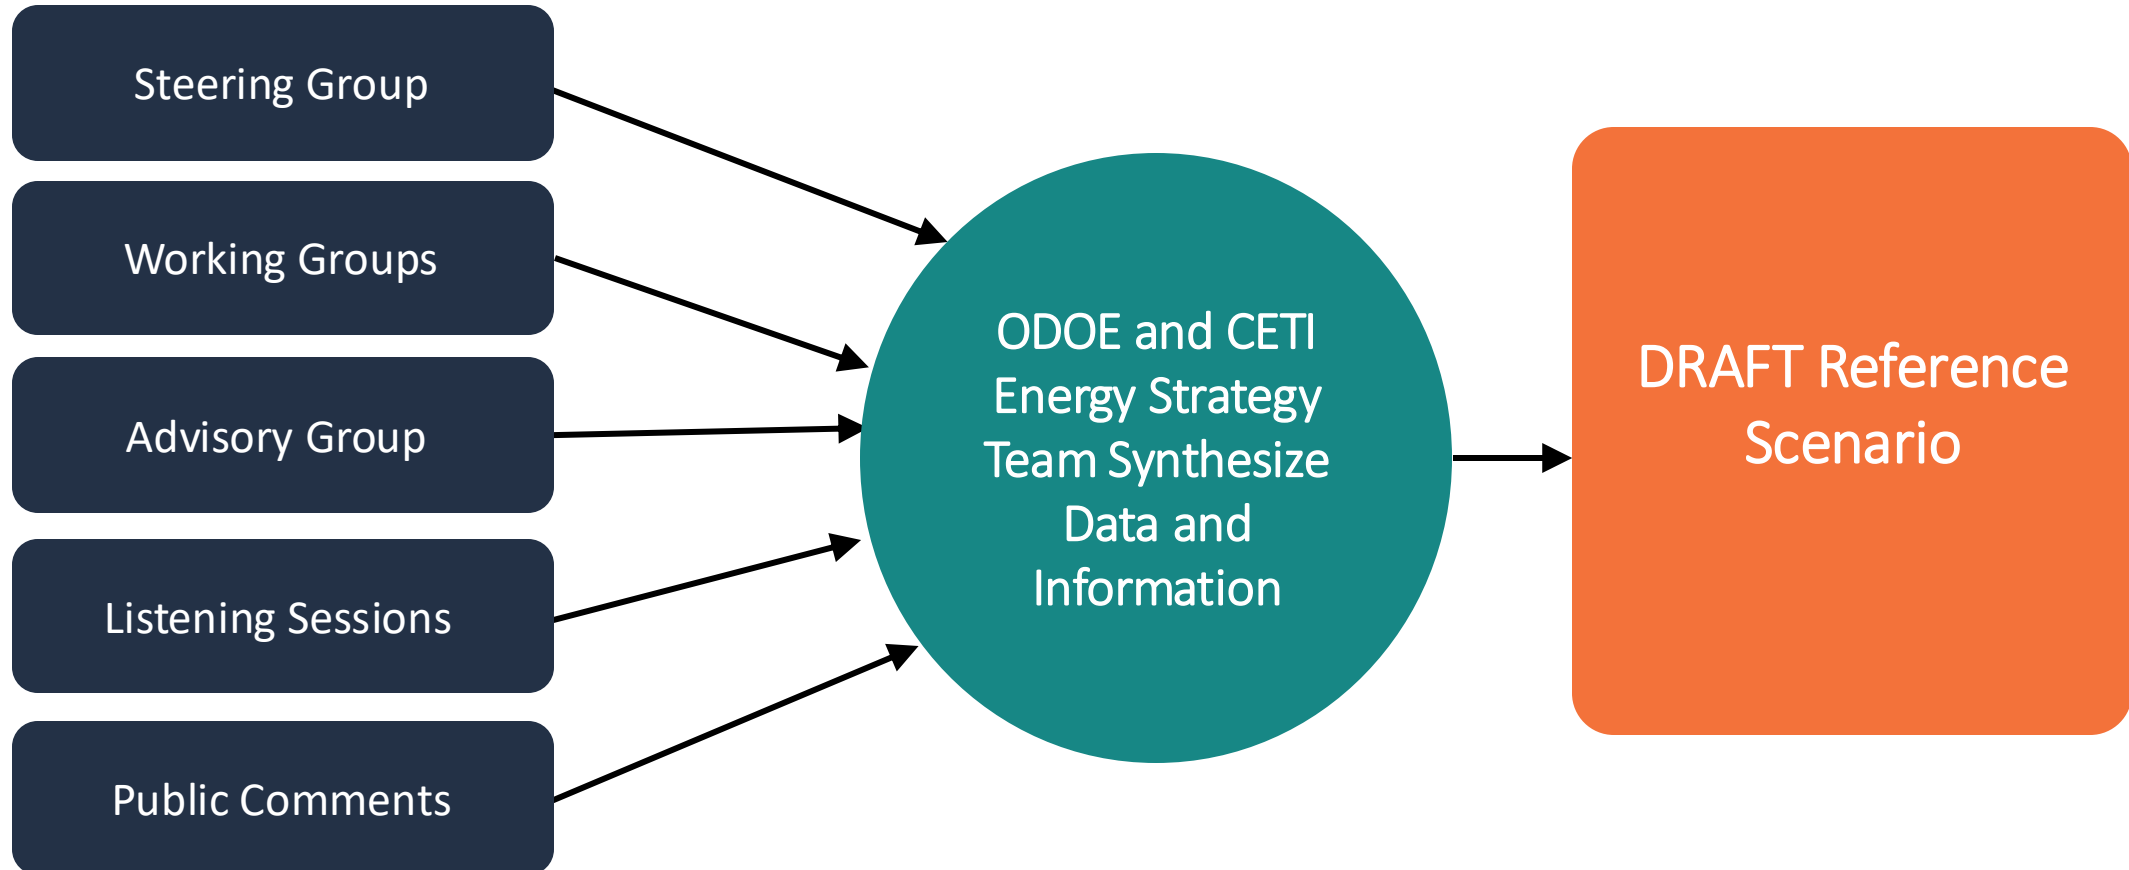 Steering Group
Working Groups
Advisory Group
Listening Sessions
Public Comments
ODOE and CETI
Energy Strategy
Team Synthesize
Data and
Information
DRAFT Reference
Scenario